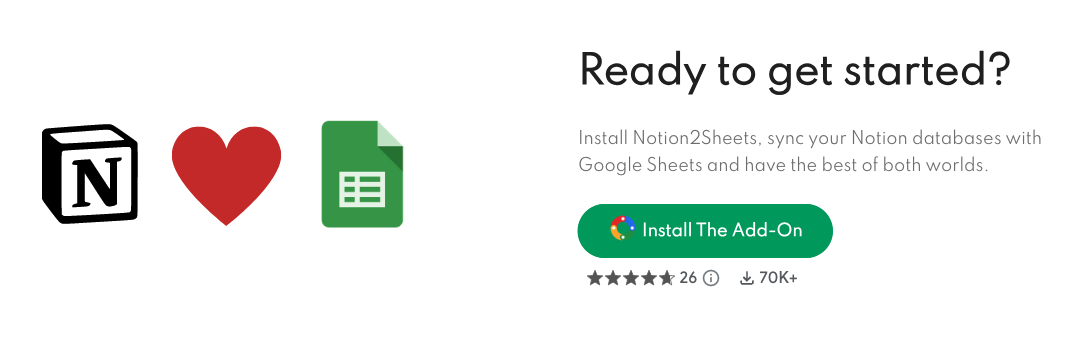 N
Ready to get started?
Install Notion2Sheets, sync your Notion databases with
Google Sheets and have the best of both worlds.
Install The Add-On
26
70K+